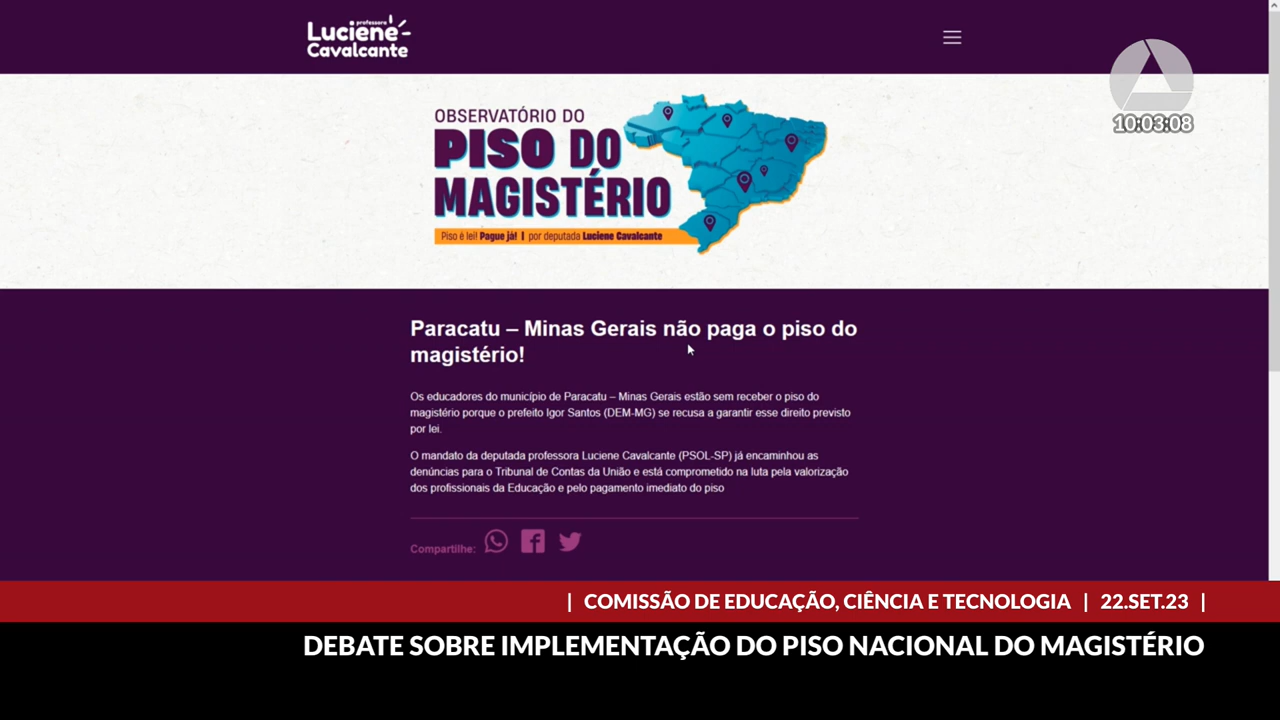 professora
Luciene
Cavalcante
10:03:08
OBSERVATÓRIO DO
PISO DO
MAGISTÉRIO
Piso é lei! Pague já! | por deputada Luciene Cavalcante
Paracatu – Minas Gerais não paga o piso do
magistério!
Os educadores do município de Paracatu – Minas Gerais estão sem receber o piso do
magistério porque o prefeito Igor Santos (DEM-MG) se recusa a garantir esse direito previsto
por lei.
O mandato da deputada professora Luciene Cavalcante (PSOL-SP) já encaminhou as
denúncias para o Tribunal de Contas da União e está comprometido na luta pela valorização
dos profissionais da Educação e pelo pagamento imediato do piso
Compartilhe:
| COMISSÃO DE EDUCAÇÃO, CIÊNCIA E TECNOLOGIA | 22.SET.23 |
DEBATE SOBRE IMPLEMENTAÇÃO DO PISO NACIONAL DO MAGISTÉRIO